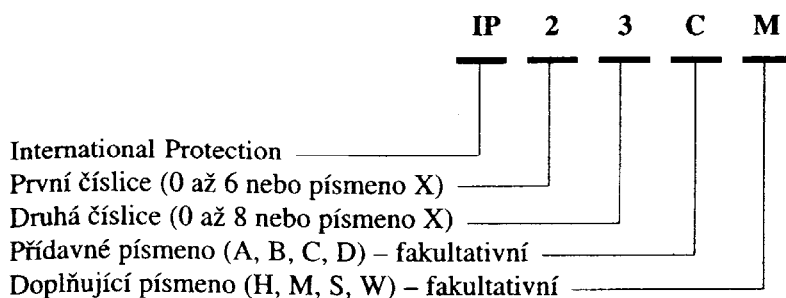 IP 2 3 C M
International Protection
První číslice (0 až 6 nebo písmeno X)
Druhá číslice (0 až 8 nebo písmeno X)
Přídavné písmeno (A, B, C, D) – fakultativní
Doplňující písmeno (H, M, S, W) – fakultativní